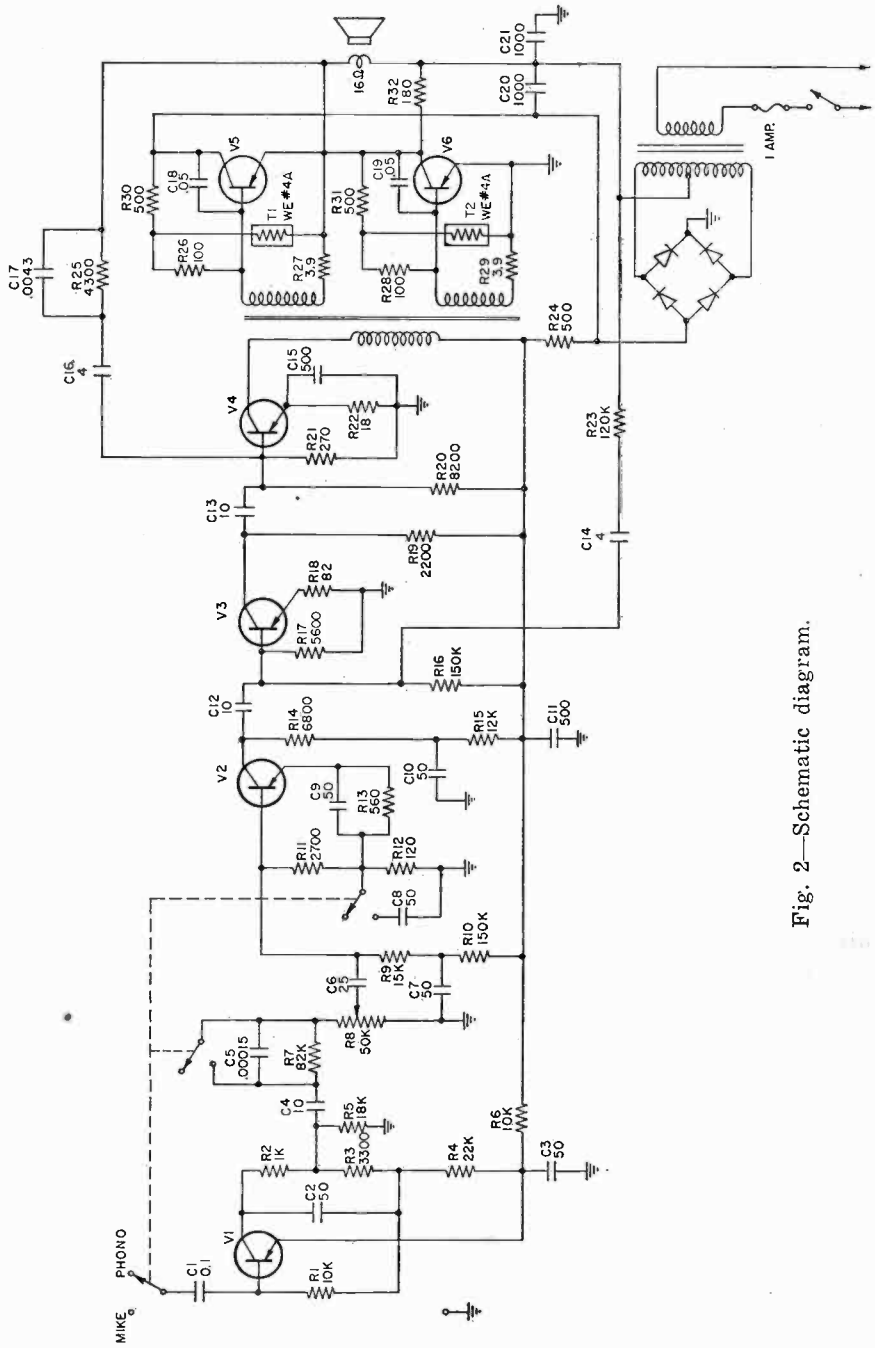 MIKE
PHONO
C1
0.1
V1
R1
10K
C2
50
R2
1K
R3
3300
R4
22K
C3
50
R5
18K
C4
10
R6
10K
C5
.00015
R7
82K
R8
50K
C6
25
R9
15K
C7
50
R10
150K
C8
50
R11
2700
R12
120
V2
C9
50
R13
560
C10
50
R14
6800
R15
12K
C11
500
C12
10
R16
150K
V3
R17
5600
R18
82
R19
2200
C13
10
R20
8200
C14
4
V4
R21
270
R22
18
C15
500
C16
4
C17
.0043
R25
4300
R23
120K
R24
500
R26
100
R27
3.9
R28
100
R29
3.9
R30
500
C18
.05
V5
T1
WE #4A
R31
500
C19
.05
V6
T2
WE #4A
16Ω
R32
180
C20
1000
C21
1000
1 AMP.
Fig. 2—Schematic diagram.